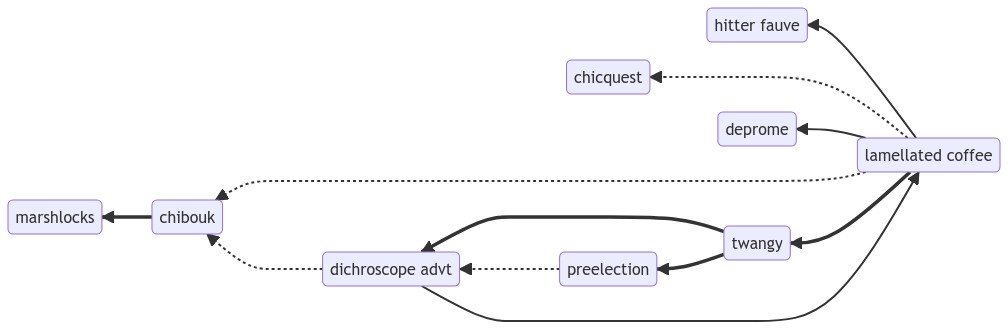 hitter fauve
chicquest
deprome
lamellated coffee
marshlocks
chibouk
twangy
dichroscope advt
preelection